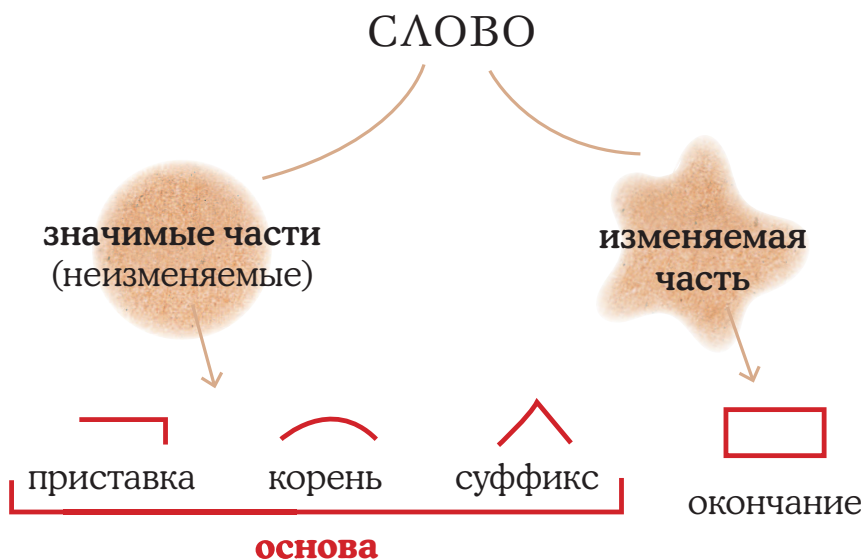 СЛОВО
значимые части
(неизменяемые)
изменяемая
часть
приставка
корень
суффикс
окончание
основа